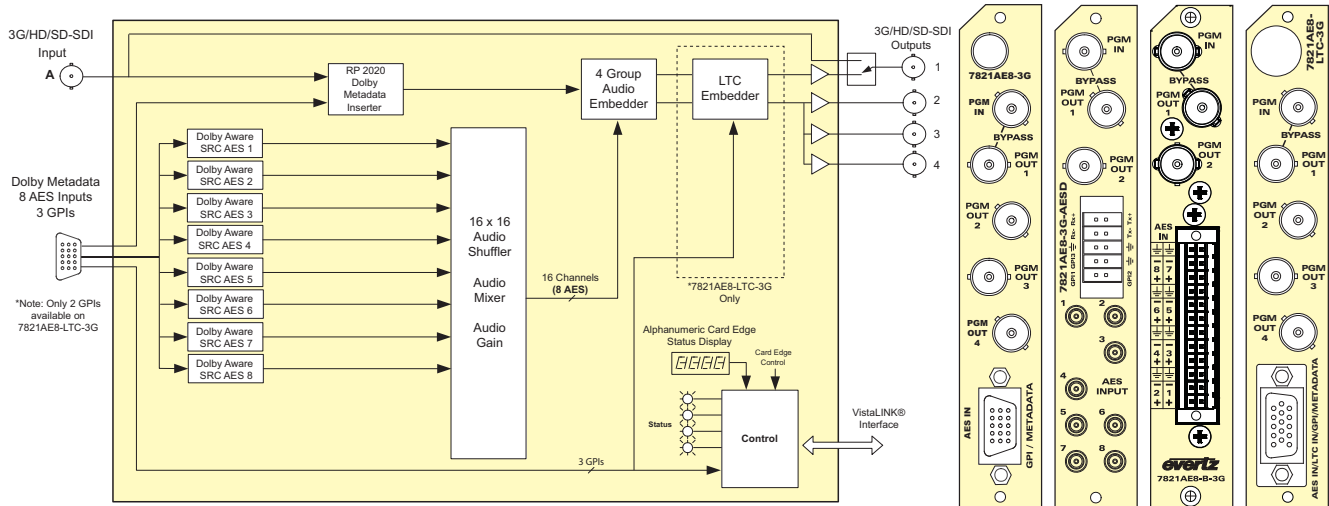 3G/HD/SD-SDI
Input
A
RP 2020
Dolby
Metadata
Inserter
4 Group
Audio
Embedder
LTC
Embedder
3G/HD/SD-SDI
Outputs
1
2
3
4
Dolby Metadata
8 AES Inputs
3 GPIs
*Note: Only 2 GPIs
available on
7821AE8-LTC-3G
Dolby Aware
SRC AES 1
Dolby Aware
SRC AES 2
Dolby Aware
SRC AES 3
Dolby Aware
SRC AES 4
Dolby Aware
SRC AES 5
Dolby Aware
SRC AES 6
Dolby Aware
SRC AES 7
Dolby Aware
SRC AES 8
16 x 16
Audio
Shuffler
Audio
Mixer
Audio
Gain
16 Channels
(8 AES)
*7821AE8-LTC-3G
Only
Alphanumeric Card Edge
Status Display
Card Edge
Control
Status
Control
3 GPIs
VistaLINK®
Interface
7821AE8-3G
PGM
IN
BYPASS
PGM
OUT
1
PGM
OUT
2
PGM
OUT
3
PGM
OUT
4
AES IN
GPI / METADATA
PGM
IN
BYPASS
PGM
OUT
1
PGM
OUT
2
7821AE8-3G-AESD
GPI1 GPI3 Rx- Rx+
GPI2 Tx- Tx+
1
2
3
4
AES
INPUT
5
6
7
8
PGM
IN
BYPASS
PGM
OUT
1
PGM
OUT
2
AES
IN
− −
8 7
+ +
− −
6 5
+ +
− −
4 3
+ +
− −
2 1
+ +
evertz
7821AE8-B-3G
7821AE8-
LTC-3G
PGM
IN
PGM
OUT
1
PGM
OUT
2
PGM
OUT
3
PGM
OUT
4
AES IN/LTC IN/GPI/METADATA